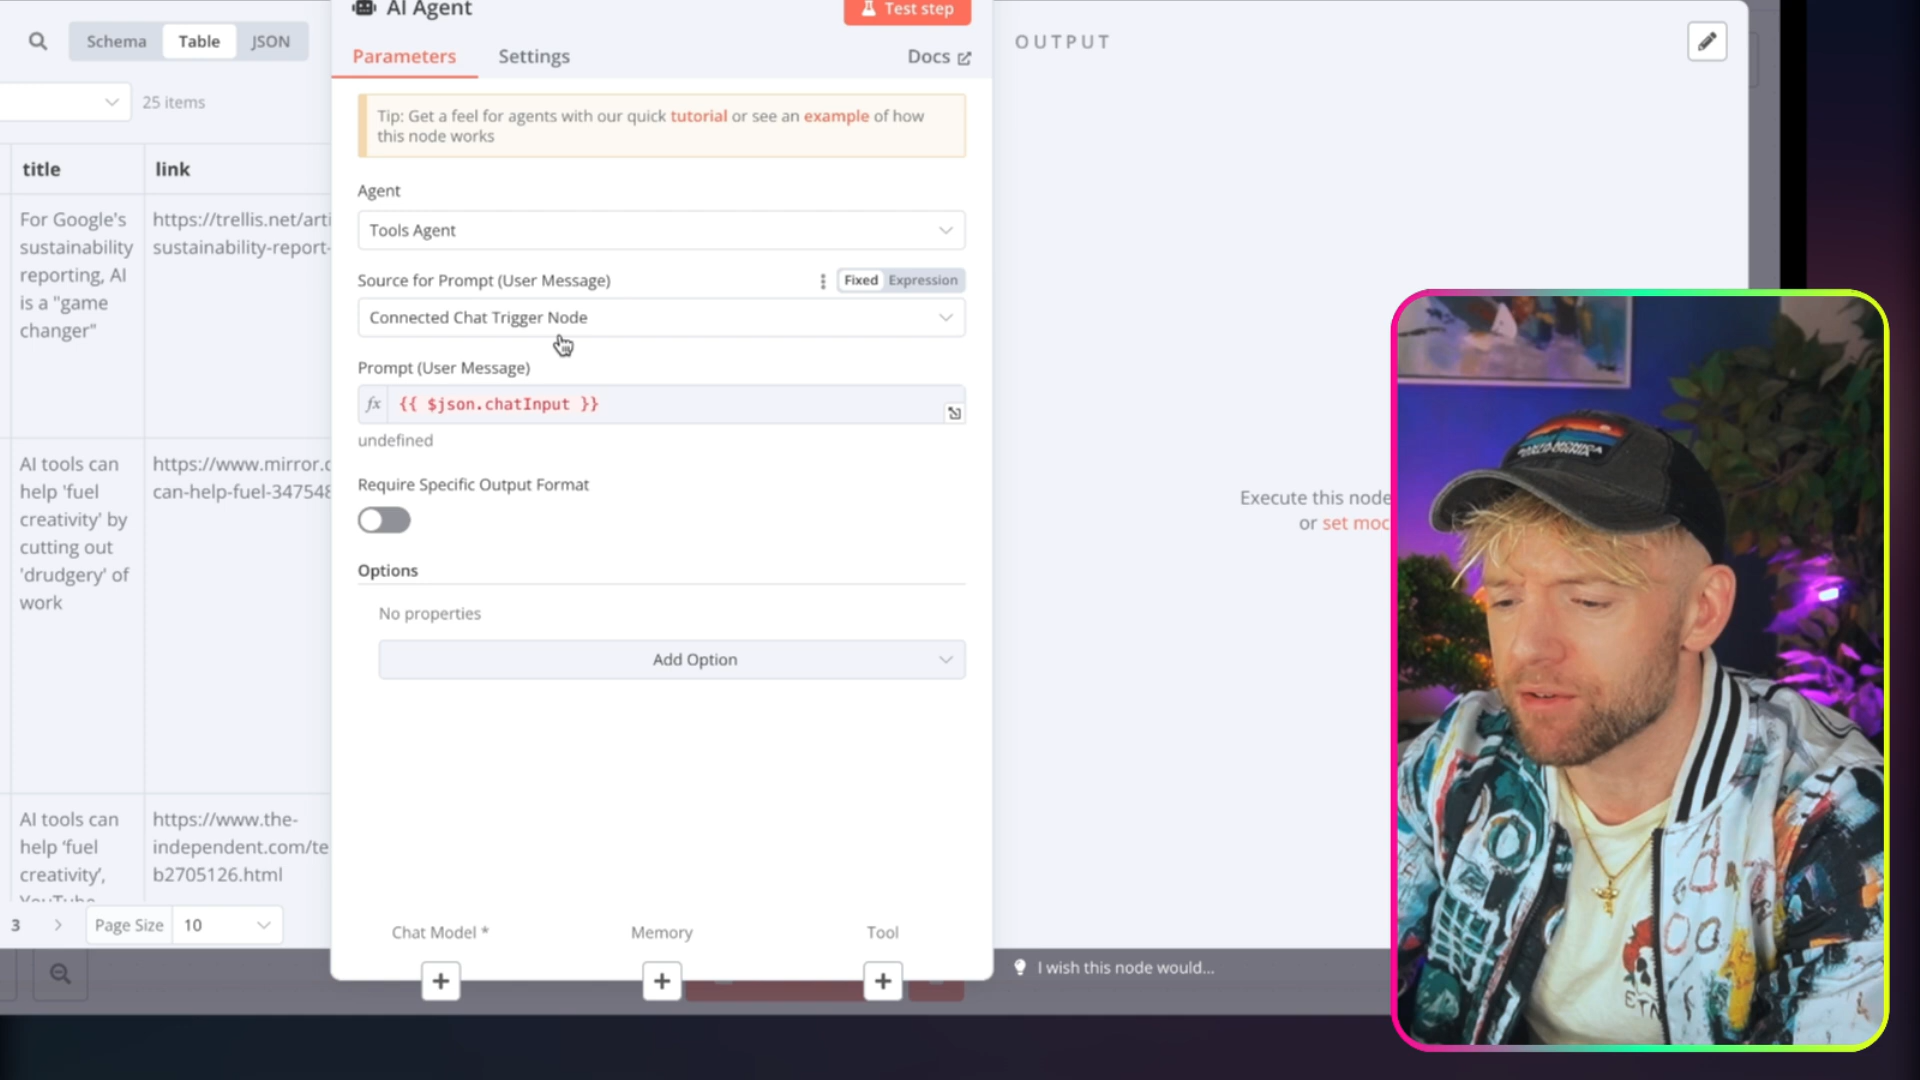 AI Agent
Test step
Schema
Table
JSON
Parameters
Settings
Docs
OUTPUT
25 items
Tip: Get a feel for agents with our quick tutorial or see an example of how
this node works
title
link
Agent
For Google's
sustainability
reporting, AI
is a "game
changer"
https://trellis.net/arti
sustainability-report-
Tools Agent
Source for Prompt (User Message)
Fixed
Expression
Connected Chat Trigger Node
Prompt (User Message)
fx
{{ $json.chatInput }}
undefined
AI tools can
help 'fuel
creativity' by
cutting out
'drudgery' of
work
https://www.mirror.c
can-help-fuel-347548
Require Specific Output Format
Execute this node
or set moc
Options
No properties
Add Option
AI tools can
help ‘fuel
creativity’,
YouTube
https://www.the-
independent.com/te
b2705126.html
3
Page Size
10
Chat Model *
Memory
Tool
I wish this node would...
SANTA MONICA
CALIFORNIA
ETN